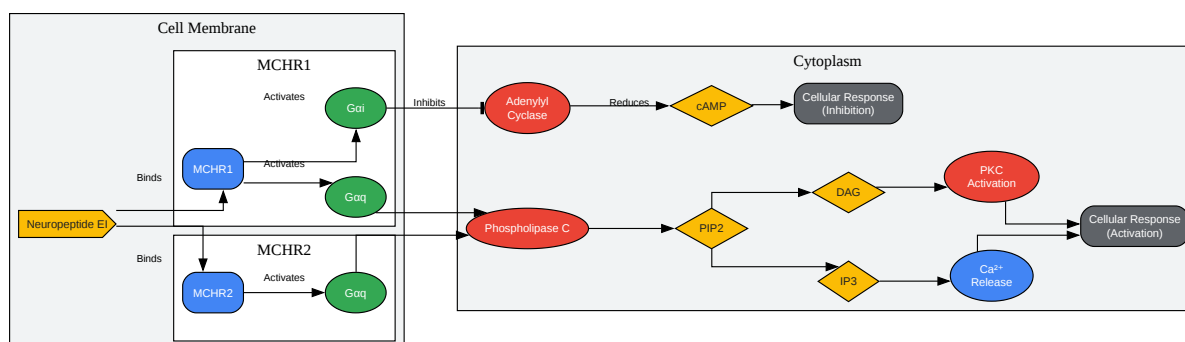 Cell Membrane
MCHR1
Activates
Gαi
Inhibits
MCHR1
Activates
Gαq
Binds
Neuropeptide EI
Binds
MCHR2
Activates
MCHR2
Gαq
Cytoplasm
Adenylyl
Cyclase
Reduces
cAMP
Cellular Response
(Inhibition)
Phospholipase C
PIP2
DAG
PKC
Activation
IP3
Ca²⁺
Release
Cellular Response
(Activation)